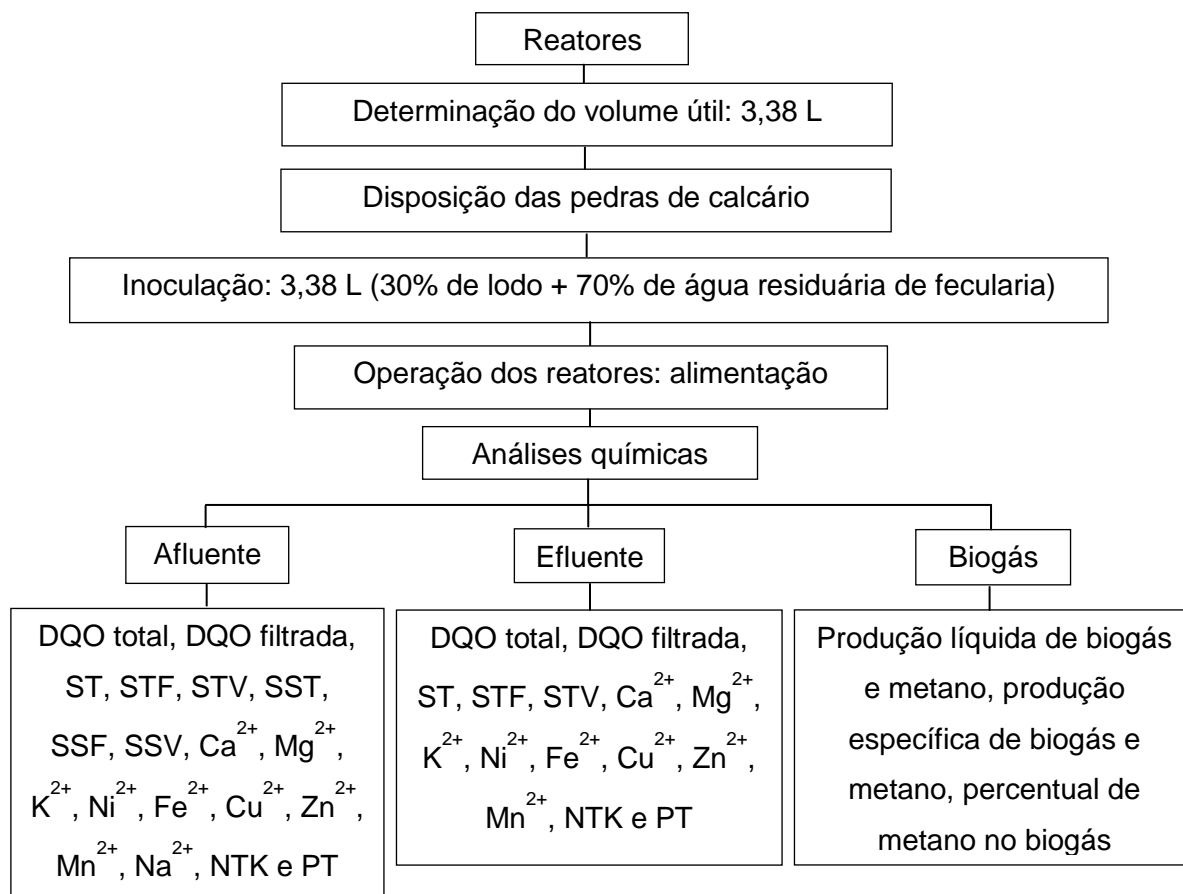 Reatores
Determinação do volume útil: 3,38 L
Disposição das pedras de calcário
Inoculação: 3,38 L (30% de lodo + 70% de água residuária de fecularia)
Operação dos reatores: alimentação
Análises químicas
Afluente
DQO total, DQO filtrada,
ST, STF, STV, SST,
SSF, SSV, Ca²⁺, Mg²⁺,
K²⁺, Ni²⁺, Fe²⁺, Cu²⁺, Zn²⁺,
Mn²⁺, Na²⁺, NTK e PT
Efluente
DQO total, DQO filtrada,
ST, STF, STV, Ca²⁺, Mg²⁺,
K²⁺, Ni²⁺, Fe²⁺, Cu²⁺, Zn²⁺,
Mn²⁺, NTK e PT
Biogás
Produção líquida de biogás
e metano, produção
específica de biogás e
metano, percentual de
metano no biogás